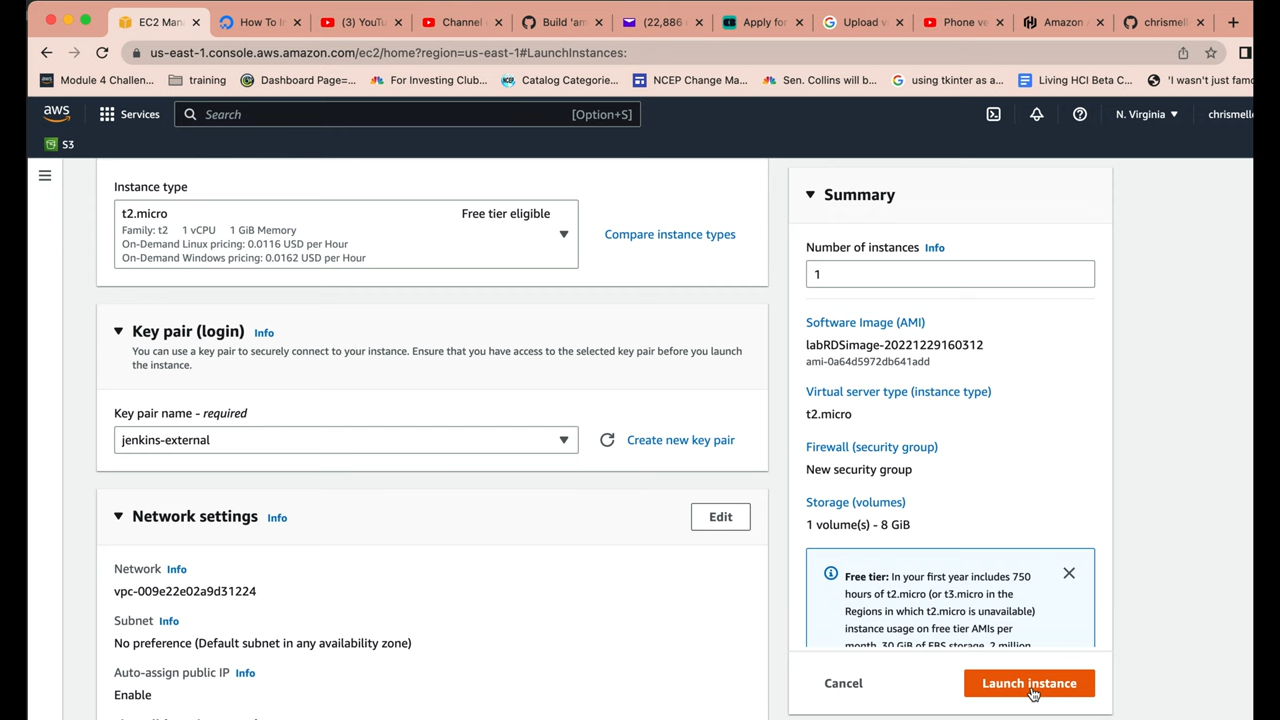 EC2 Man
How To I
(3) YouTu
Channel c
Build 'am
(22,886
Apply for
Upload v
Phone ve
Amazon
chrismell
us-east-1.console.aws.amazon.com/ec2/home?region=us-east-1#LaunchInstances:
Module 4 Challen...
training
Dashboard Page=...
For Investing Club...
Catalog Categorie...
NCEP Change Ma...
Sen. Collins will b...
using tkinter as a...
Living HCI Beta C...
'I wasn't just famo
aws
Services
Search
[Option+S]
N. Virginia
chrismelle
S3
Instance type
t2.micro
Free tier eligible
Family: t2 1 vCPU 1 GiB Memory
On-Demand Linux pricing: 0.0116 USD per Hour
On-Demand Windows pricing: 0.0162 USD per Hour
Compare instance types
Key pair (login) Info
You can use a key pair to securely connect to your instance. Ensure that you have access to the selected key pair before you launch
the instance.
Key pair name - required
jenkins-external
Create new key pair
Network settings Info
Edit
Network Info
vpc-009e22e02a9d31224
Subnet Info
No preference (Default subnet in any availability zone)
Auto-assign public IP Info
Enable
Summary
Number of instances Info
1
Software Image (AMI)
labRDSimage-20221229160312
ami-0a64d5972db641add
Virtual server type (instance type)
t2.micro
Firewall (security group)
New security group
Storage (volumes)
1 volume(s) - 8 GiB
Free tier: In your first year includes 750
hours of t2.micro (or t3.micro in the
Regions in which t2.micro is unavailable)
instance usage on free tier AMIs per
month, 30 GiB of EBS storage, 2 million
Cancel
Launch instance